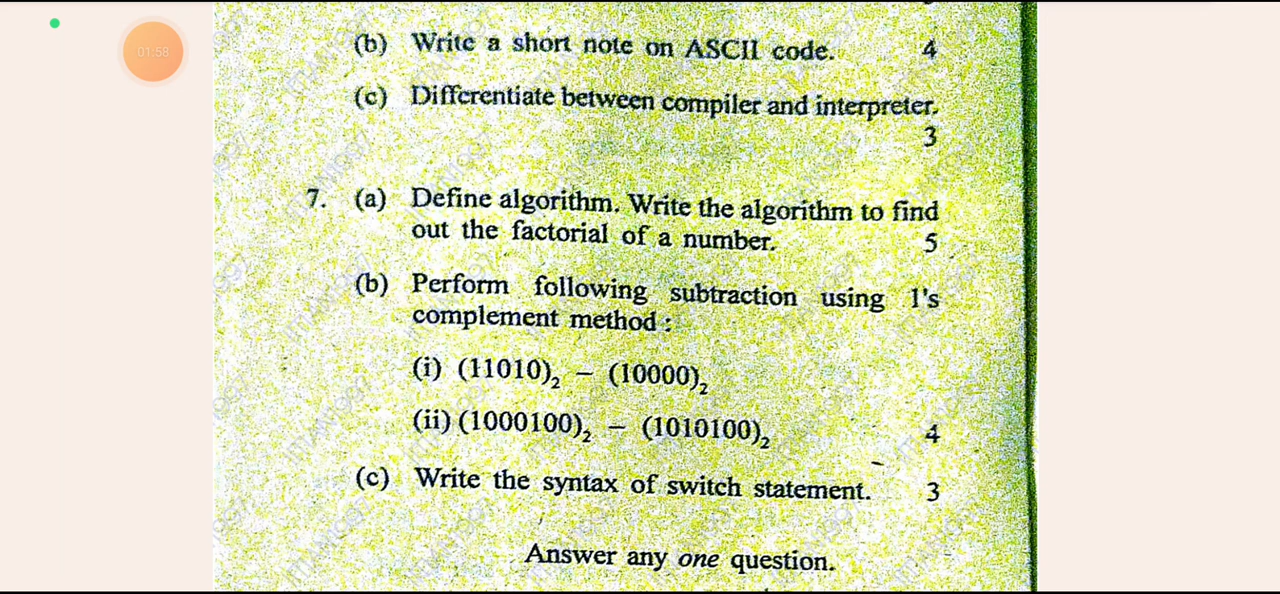 01:58
(b) Write a short note on ASCII code. 4
(c) Differentiate between compiler and interpreter.
3
7. (a) Define algorithm. Write the algorithm to find
out the factorial of a number. 5
(b) Perform following subtraction using 1's
complement method :
(i) (11010)₂ − (10000)₂
(ii) (1000100)₂ − (1010100)₂ 4
(c) Write the syntax of switch statement. 3
Answer any one question.